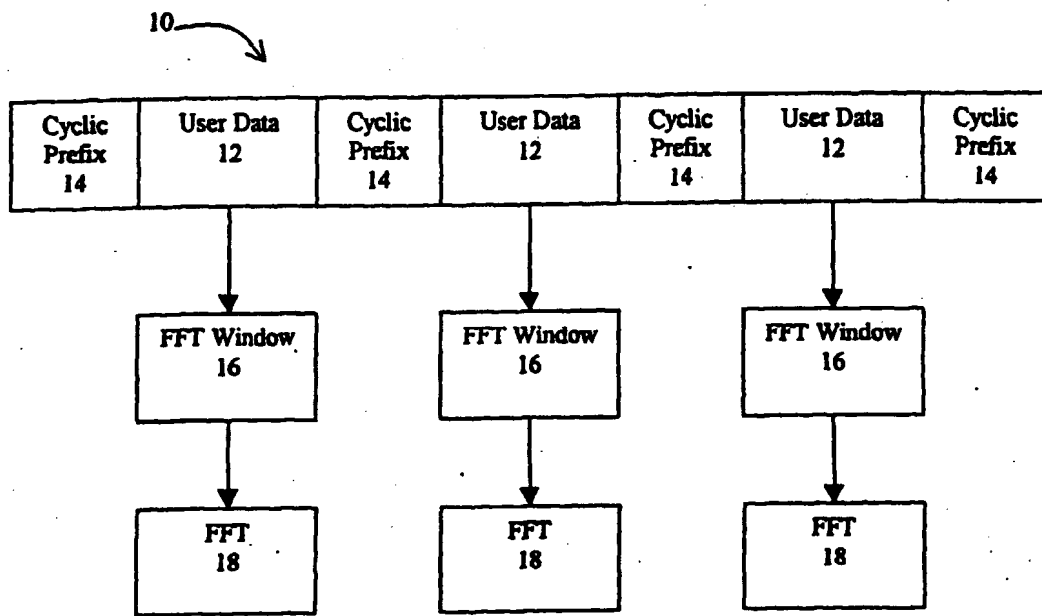 10
Cyclic Prefix 14
User Data 12
Cyclic Prefix 14
User Data 12
Cyclic Prefix 14
User Data 12
Cyclic Prefix 14
FFT Window 16
FFT Window 16
FFT Window 16
FFT 18
FFT 18
FFT 18